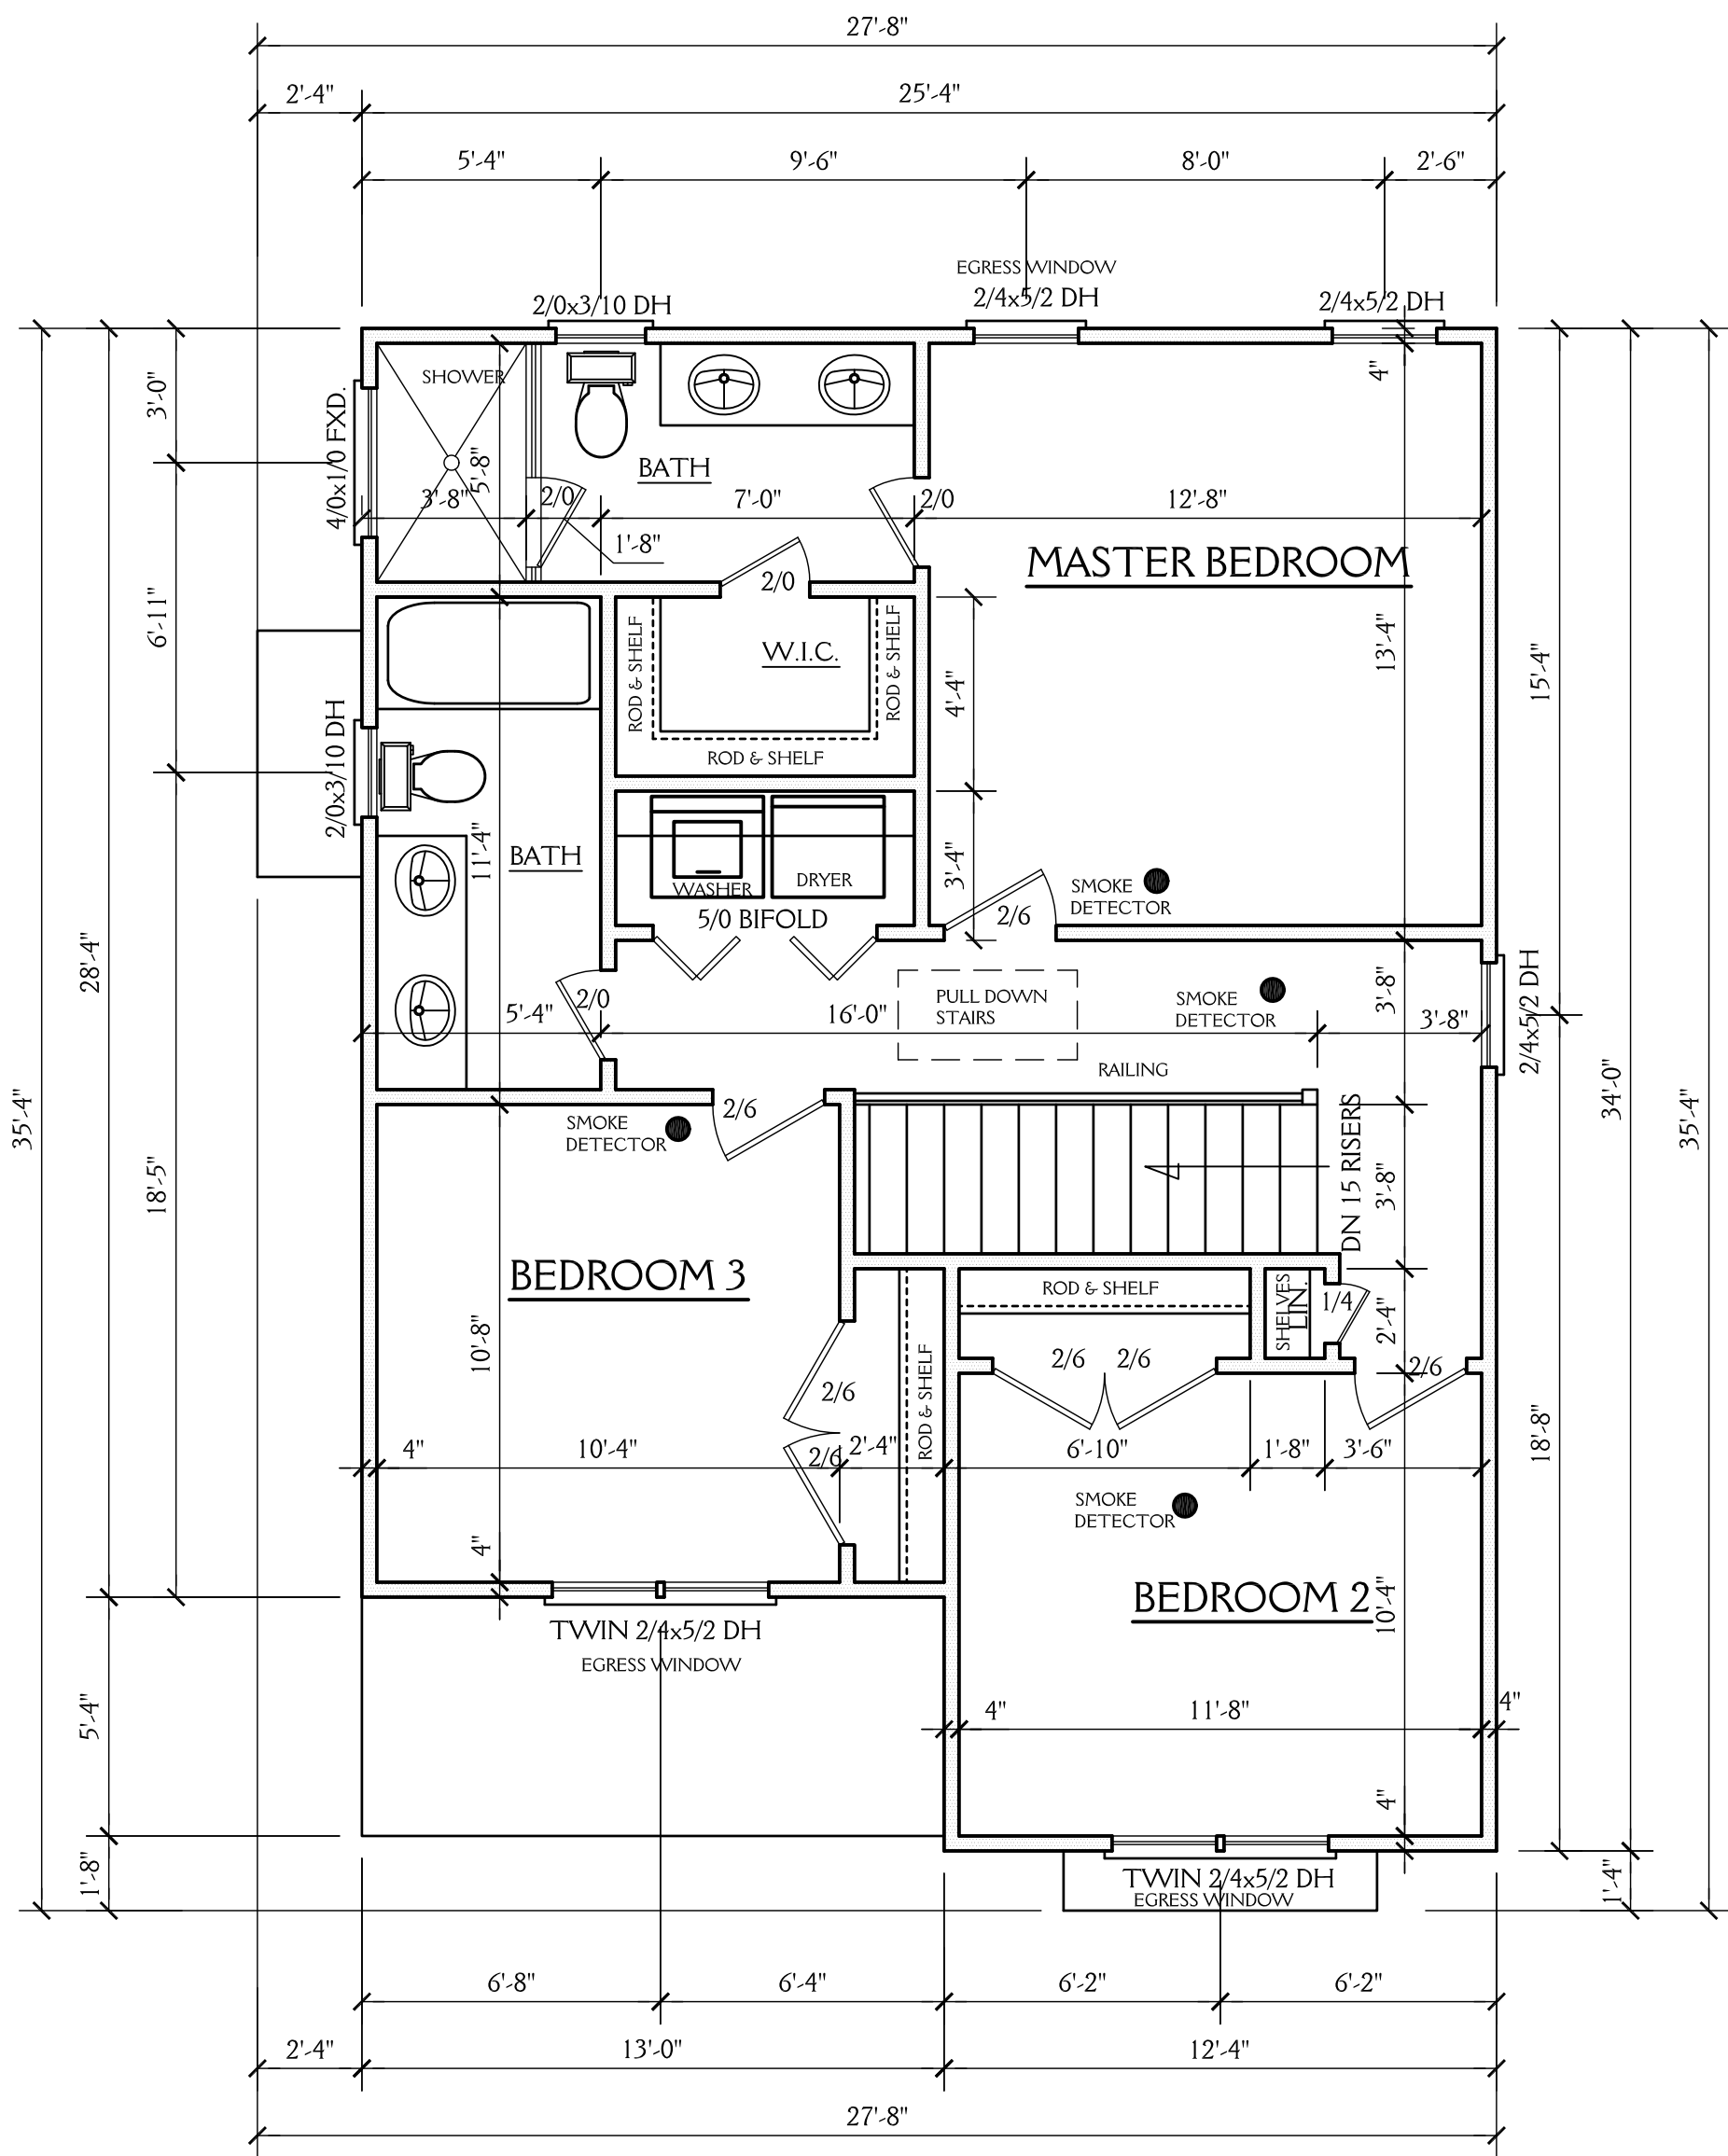 27'-8"
2'-4" 25'-4"
5'-4" 9'-6" 8'-0" 2'-6"
EGRESS WINDOW
2/0x3/10 DH 2/4x5/2 DH 2/4x5/2 DH
SHOWER
4"
3'-0"
4/0x1/0 FXD.
5'-8"
BATH
3'-8" 2/0 7'-0" 2/0 12'-8"
1'-8"
MASTER BEDROOM
2/0
6'-11"
ROD & SHELF
W.I.C.
ROD & SHELF
13'-4"
15'-4"
4'-4"
ROD & SHELF
2/0x3/10 DH
11'-4"
BATH
WASHER
DRYER
3'-4"
SMOKE
DETECTOR
5/0 BIFOLD
2/6
28'-4"
2/0
PULL DOWN
STAIRS
SMOKE
DETECTOR
3'-8"
2/4x5/2 DH
5'-4" 16'-0" 3'-8"
RAILING
35'-4"
34'-0"
35'-4"
2/6
SMOKE
DETECTOR
18'-5"
DN 15 RISERS
3'-8"
BEDROOM 3
ROD & SHELF
SHELVES
LIN.
1/4
2'-4"
10'-8"
2/6 2/6
2/6
2/6
ROD & SHELF
18'-8"
4" 10'-4" 2/6 2'-4" 6'-10" 1'-8" 3'-6"
SMOKE
DETECTOR
4"
BEDROOM 2
10'-4"
TWIN 2/4x5/2 DH
EGRESS WINDOW
5'-4"
4" 11'-8" 4"
4"
1'-8"
TWIN 2/4x5/2 DH
EGRESS WINDOW
1'-4"
6'-8" 6'-4" 6'-2" 6'-2"
2'-4" 13'-0" 12'-4"
27'-8"